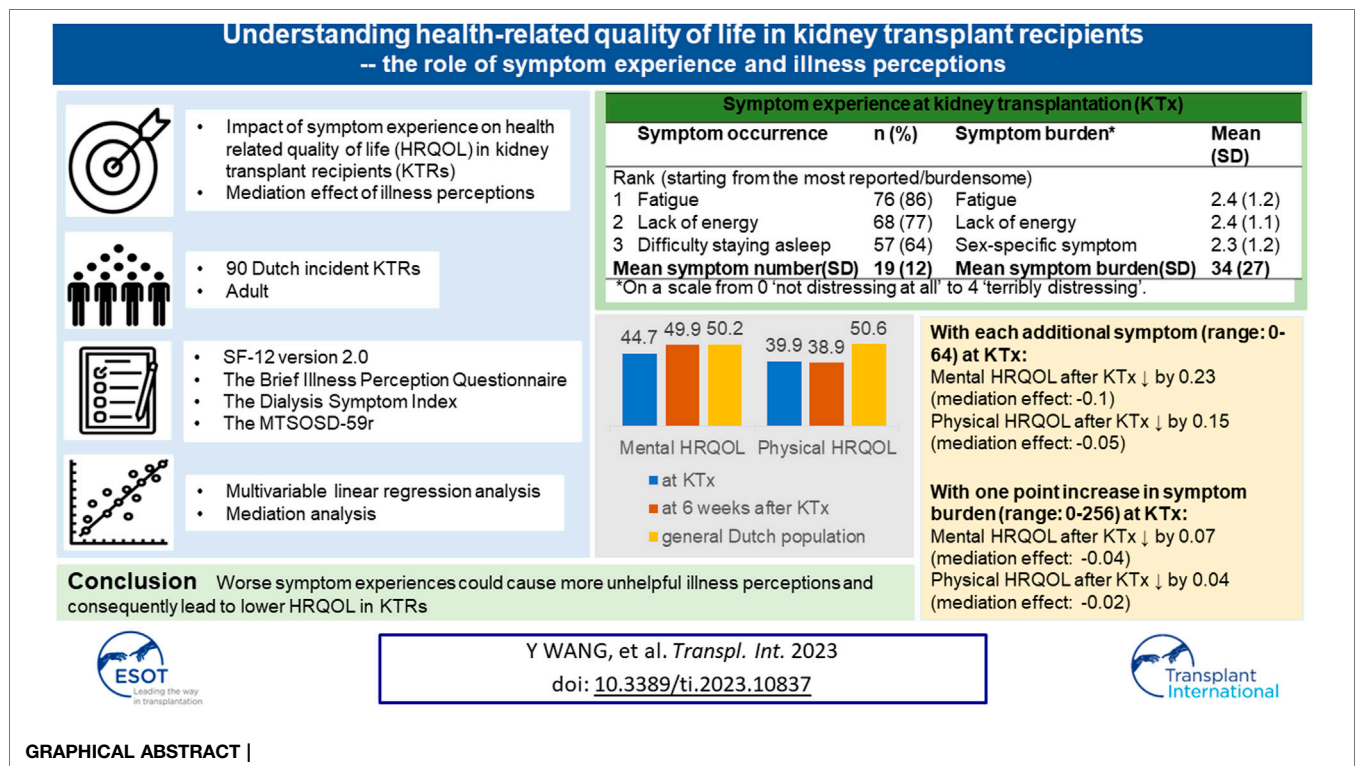 Understanding health-related quality of life in kidney transplant recipients
-- the role of symptom experience and illness perceptions
• Impact of symptom experience on health
related quality of life (HRQOL) in kidney
transplant recipients (KTRs)
• Mediation effect of illness perceptions
• 90 Dutch incident KTRs
• Adult
• SF-12 version 2.0
• The Brief Illness Perception Questionnaire
• The Dialysis Symptom Index
• The MTSOSD-59r
• Multivariable linear regression analysis
• Mediation analysis
Symptom experience at kidney transplantation (KTx)
Symptom occurrence n (%) Symptom burden* Mean
(SD)
Rank (starting from the most reported/burdensome)
1 Fatigue 76 (86) Fatigue 2.4 (1.2)
2 Lack of energy 68 (77) Lack of energy 2.4 (1.1)
3 Difficulty staying asleep 57 (64) Sex-specific symptom 2.3 (1.2)
Mean symptom number(SD) 19 (12) Mean symptom burden(SD) 34 (27)
*On a scale from 0 ‘not distressing at all’ to 4 ‘terribly distressing’.
44.7 49.9 50.2 39.9 38.9 50.6
Mental HRQOL Physical HRQOL
at KTx
at 6 weeks after KTx
general Dutch population
With each additional symptom (range: 0-
64) at KTx:
Mental HRQOL after KTx ↓ by 0.23
(mediation effect: -0.1)
Physical HRQOL after KTx ↓ by 0.15
(mediation effect: -0.05)
With one point increase in symptom
burden (range: 0-256) at KTx:
Mental HRQOL after KTx ↓ by 0.07
(mediation effect: -0.04)
Physical HRQOL after KTx ↓ by 0.04
(mediation effect: -0.02)
Conclusion Worse symptom experiences could cause more unhelpful illness perceptions and
consequently lead to lower HRQOL in KTRs
ESOT
Leading the way
in transplantation
Y WANG, et al. Transpl. Int. 2023
doi: 10.3389/ti.2023.10837
Transplant
International
GRAPHICAL ABSTRACT |